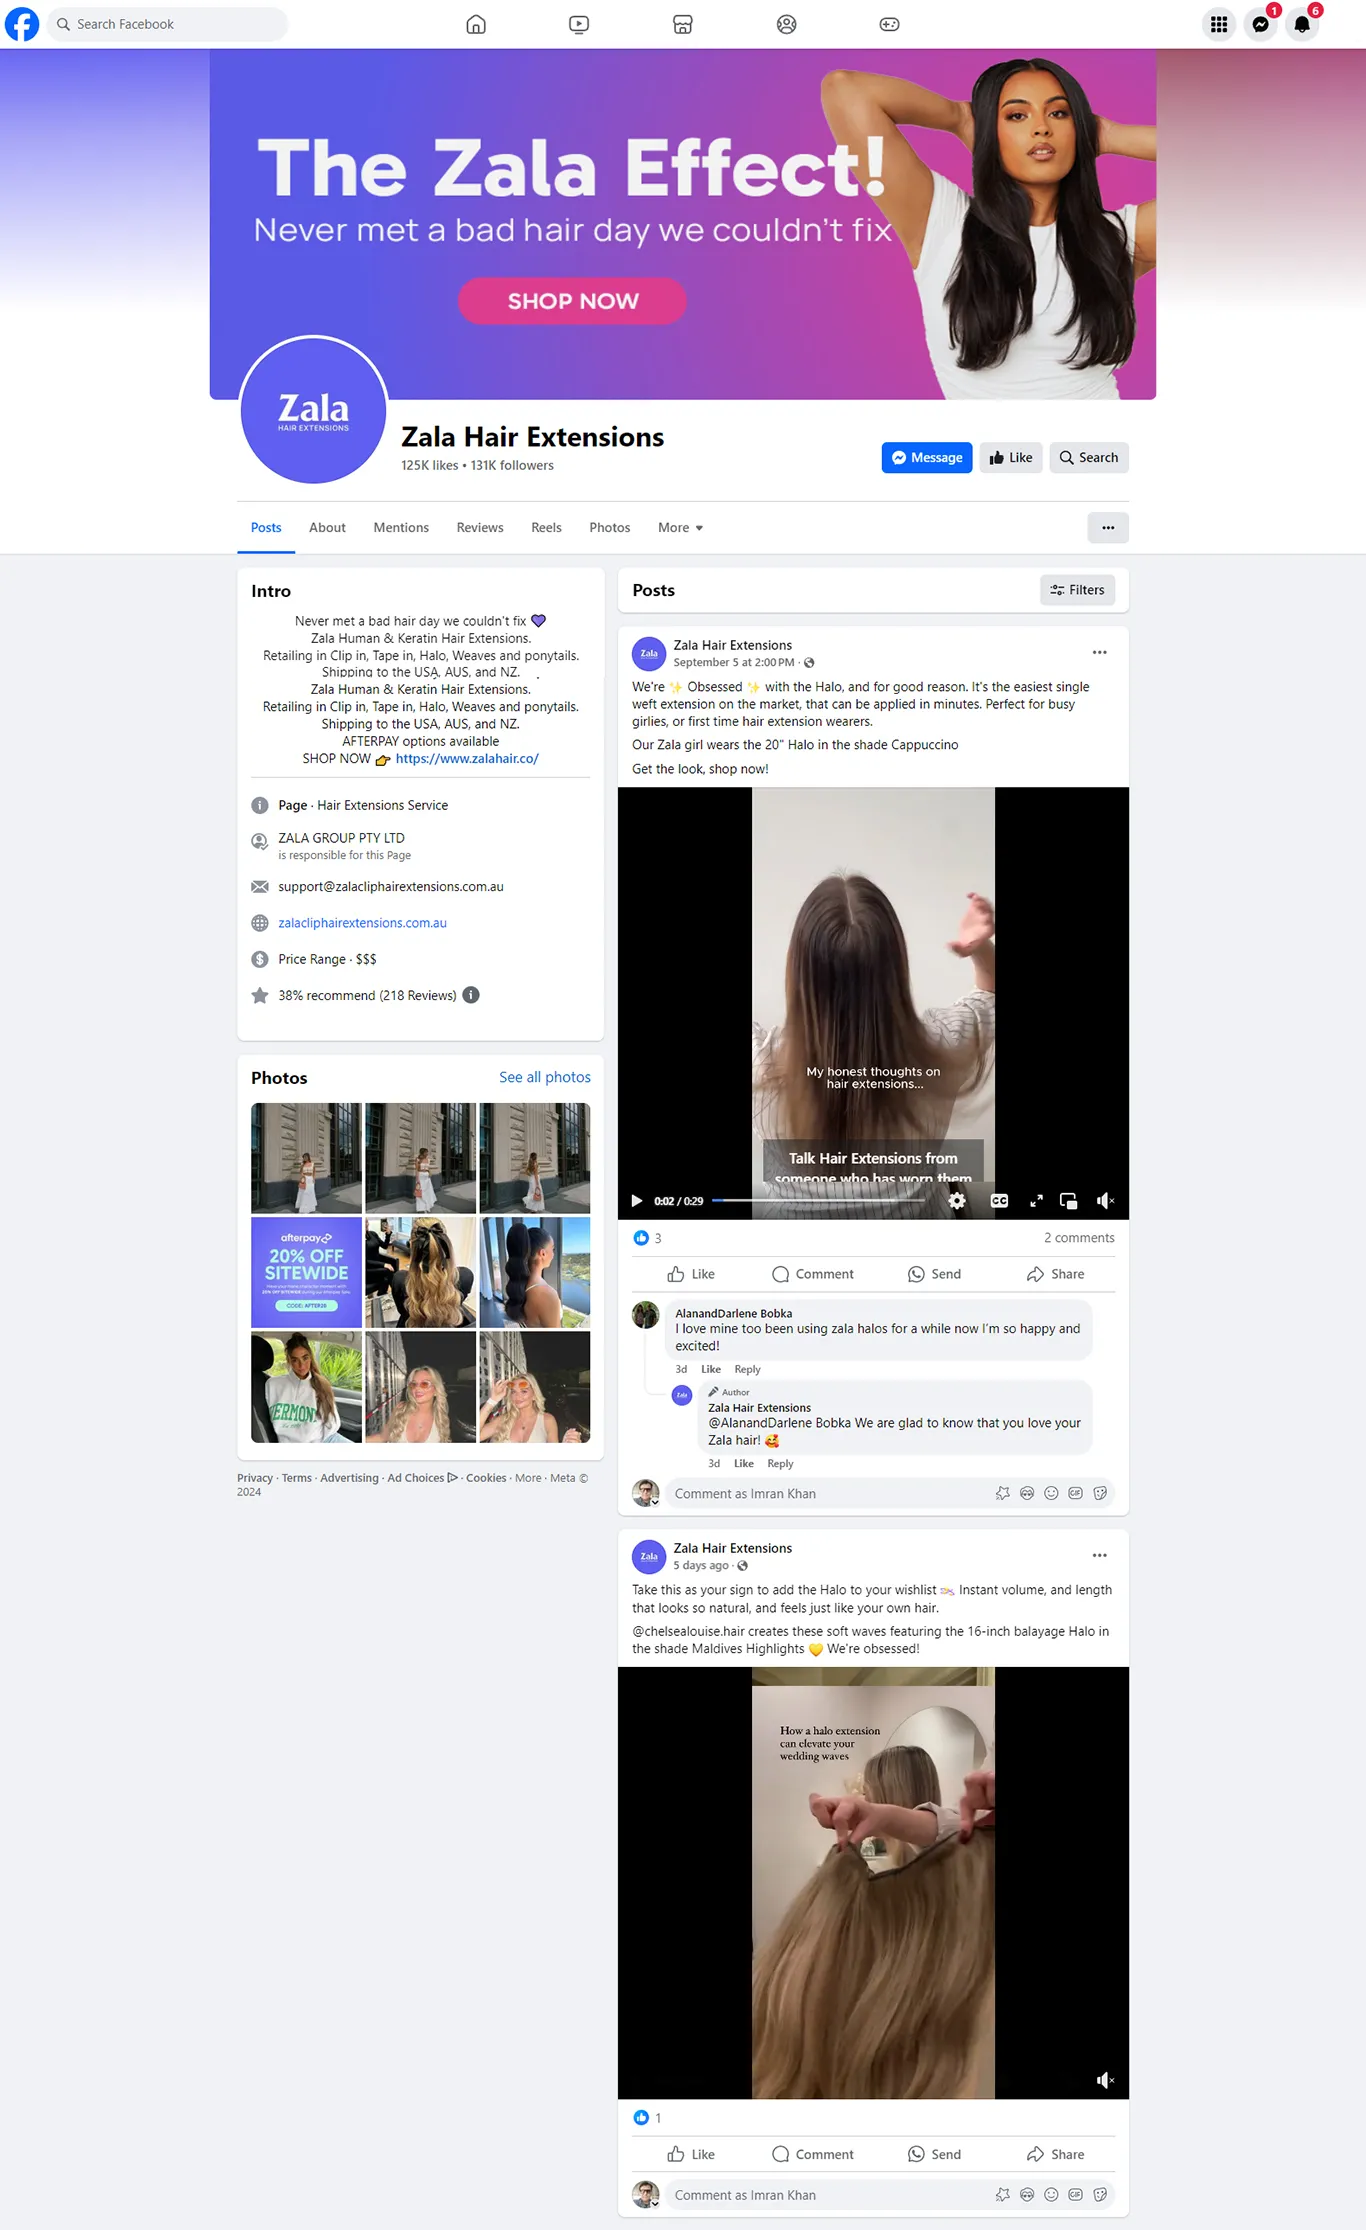 Search Facebook
1
6
The Zala Effect!
Never met a bad hair day we couldn't fix
SHOP NOW
Zala
HAIR EXTENSIONS
Zala Hair Extensions
125K likes • 131K followers
Message
Like
Search
Posts
About
Mentions
Reviews
Reels
Photos
More
Intro
Never met a bad hair day we couldn't fix 💜
Zala Human & Keratin Hair Extensions.
Retailing in Clip in, Tape in, Halo, Weaves and ponytails.
Shipping to the USA, AUS, and NZ.
Zala Human & Keratin Hair Extensions.
Retailing in Clip in, Tape in, Halo, Weaves and ponytails.
Shipping to the USA, AUS, and NZ.
AFTERPAY options available
SHOP NOW 👉 https://www.zalahair.co/
Page · Hair Extensions Service
ZALA GROUP PTY LTD
is responsible for this Page
support@zalacliphairextensions.com.au
zalacliphairextensions.com.au
Price Range · $$$
38% recommend (218 Reviews)
Photos
See all photos
afterpay
20% OFF
SITEWIDE
CODE: AFTER20
VERMONT
Privacy · Terms · Advertising · Ad Choices · Cookies · More · Meta ©
2024
Posts
Filters
Zala
Zala Hair Extensions
September 5 at 2:00 PM ·
We're ✨ Obsessed ✨ with the Halo, and for good reason. It's the easiest single
weft extension on the market, that can be applied in minutes. Perfect for busy
girlies, or first time hair extension wearers.
Our Zala girl wears the 20" Halo in the shade Cappuccino
Get the look, shop now!
My honest thoughts on
hair extensions...
Talk Hair Extensions from
someone who has worn them
0:02 / 0:29
CC
3
2 comments
Like
Comment
Send
Share
AlanandDarlene Bobka
I love mine too been using zala halos for a while now I'm so happy and
excited!
3d Like Reply
Zala
Author
Zala Hair Extensions
@AlanandDarlene Bobka We are glad to know that you love your
Zala hair! 🥰
3d Like Reply
Comment as Imran Khan
GIF
Zala
Zala Hair Extensions
5 days ago ·
Take this as your sign to add the Halo to your wishlist Instant volume, and length
that looks so natural, and feels just like your own hair.
@chelsealouise.hair creates these soft waves featuring the 16-inch balayage Halo in
the shade Maldives Highlights 💛 We're obsessed!
How a halo extension
can elevate your
wedding waves
1
Like
Comment
Send
Share
Comment as Imran Khan
GIF